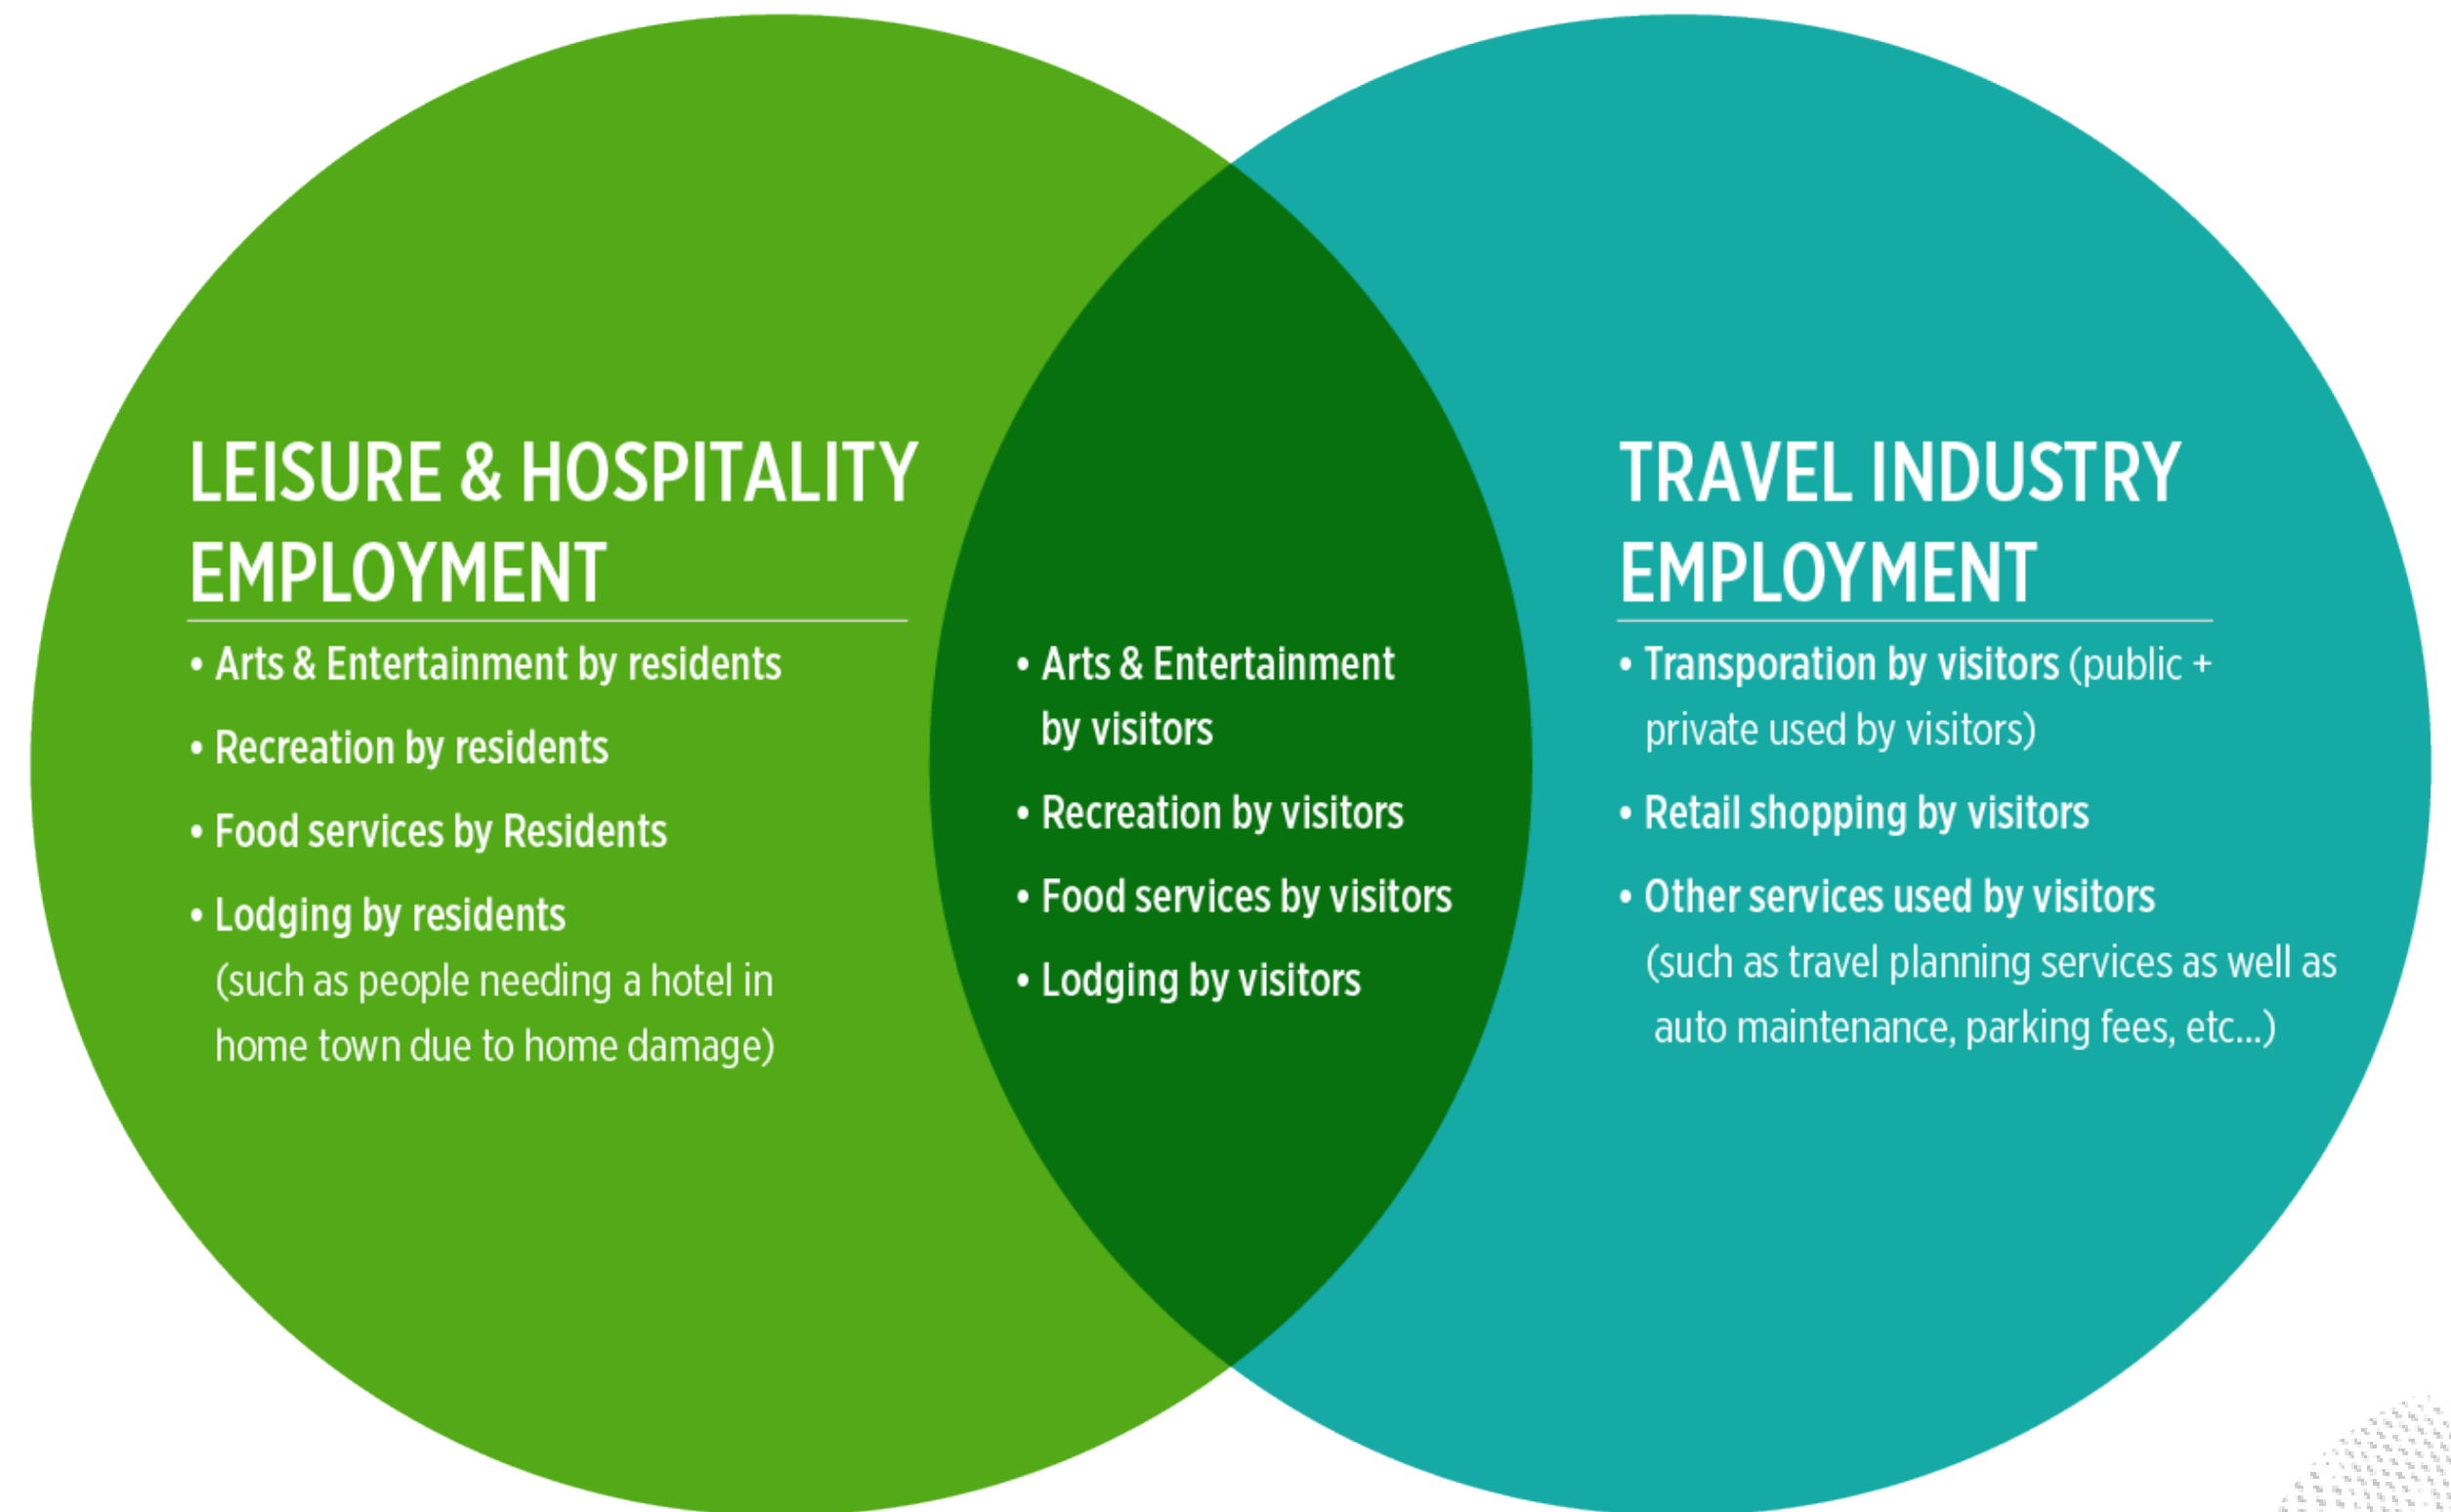 LEISURE & HOSPITALITY
EMPLOYMENT
• Arts & Entertainment by residents
• Recreation by residents
• Food services by Residents
• Lodging by residents
(such as people needing a hotel in
home town due to home damage)
• Arts & Entertainment
by visitors
• Recreation by visitors
• Food services by visitors
• Lodging by visitors
TRAVEL INDUSTRY
EMPLOYMENT
• Transporation by visitors (public +
private used by visitors)
• Retail shopping by visitors
• Other services used by visitors
(such as travel planning services as well as
auto maintenance, parking fees, etc...)